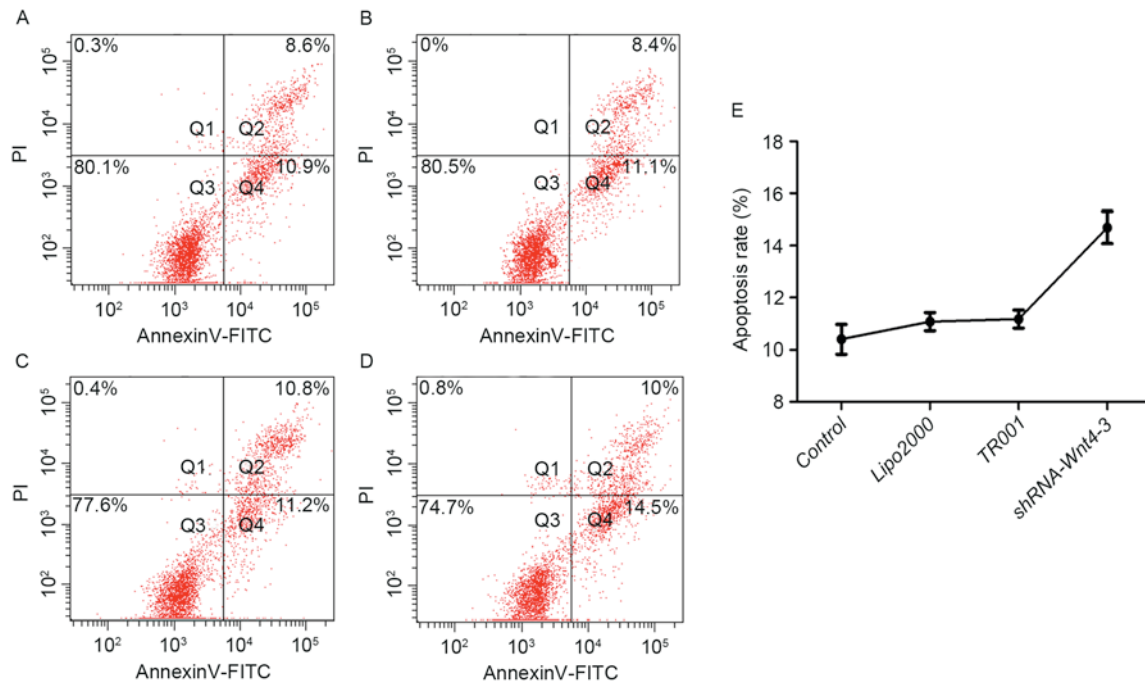 A
0.3%
8.6%
10⁵
10⁴
Q1
Q2
PI
80.1%
10.9%
10³
Q3
Q4
10²
10² 10³ 10⁴ 10⁵
AnnexinV-FITC
B
0%
8.4%
10⁵
10⁴
Q1
Q2
PI
80.5%
11.1%
10³
Q3
Q4
10²
10² 10³ 10⁴ 10⁵
AnnexinV-FITC
C
0.4%
10.8%
10⁵
10⁴
Q1
Q2
PI
77.6%
11.2%
10³
Q3
Q4
10²
10² 10³ 10⁴ 10⁵
AnnexinV-FITC
D
0.8%
10%
10⁵
10⁴
Q1
Q2
PI
74.7%
14.5%
10³
Q3
Q4
10²
10² 10³ 10⁴ 10⁵
AnnexinV-FITC
E
Apoptosis rate (%)
18
16
14
12
10
8
Control
Lipo2000
TR001
shRNA-Wnt4-3